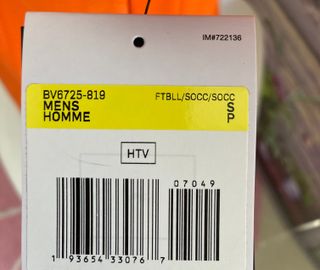 IM#722136
BV6725-819 FTBLL/SOCC/SOCC
MENS S
HOMME P
HTV
07049
1 93654 33076 7